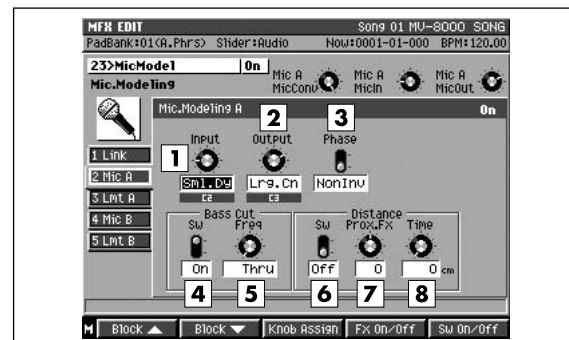 MFX EDIT Song 01 MV-8000 SONG
PadBank:01(A.Phrs) Slider:Audio Now:0001-01-000 BPM:120.00
23>MicModel On
Mic.Modeling
Mic A MicConv
Mic A MicIn
Mic A MicOut
Mic.Modeling A On
1 Link
2 Mic A
3 Lmt A
4 Mic B
5 Lmt B
2 3
Input Output Phase
1
Sml.Dy Lrg.Cn NonInv
C2 C3
Bass Cut Distance
Sw Freq Sw Prox.Fx Time
On Thru Off 0 0 cm
4 5 6 7 8
M Block ▲ Block ▼ Knob Assign Fx On/Off Sw On/Off